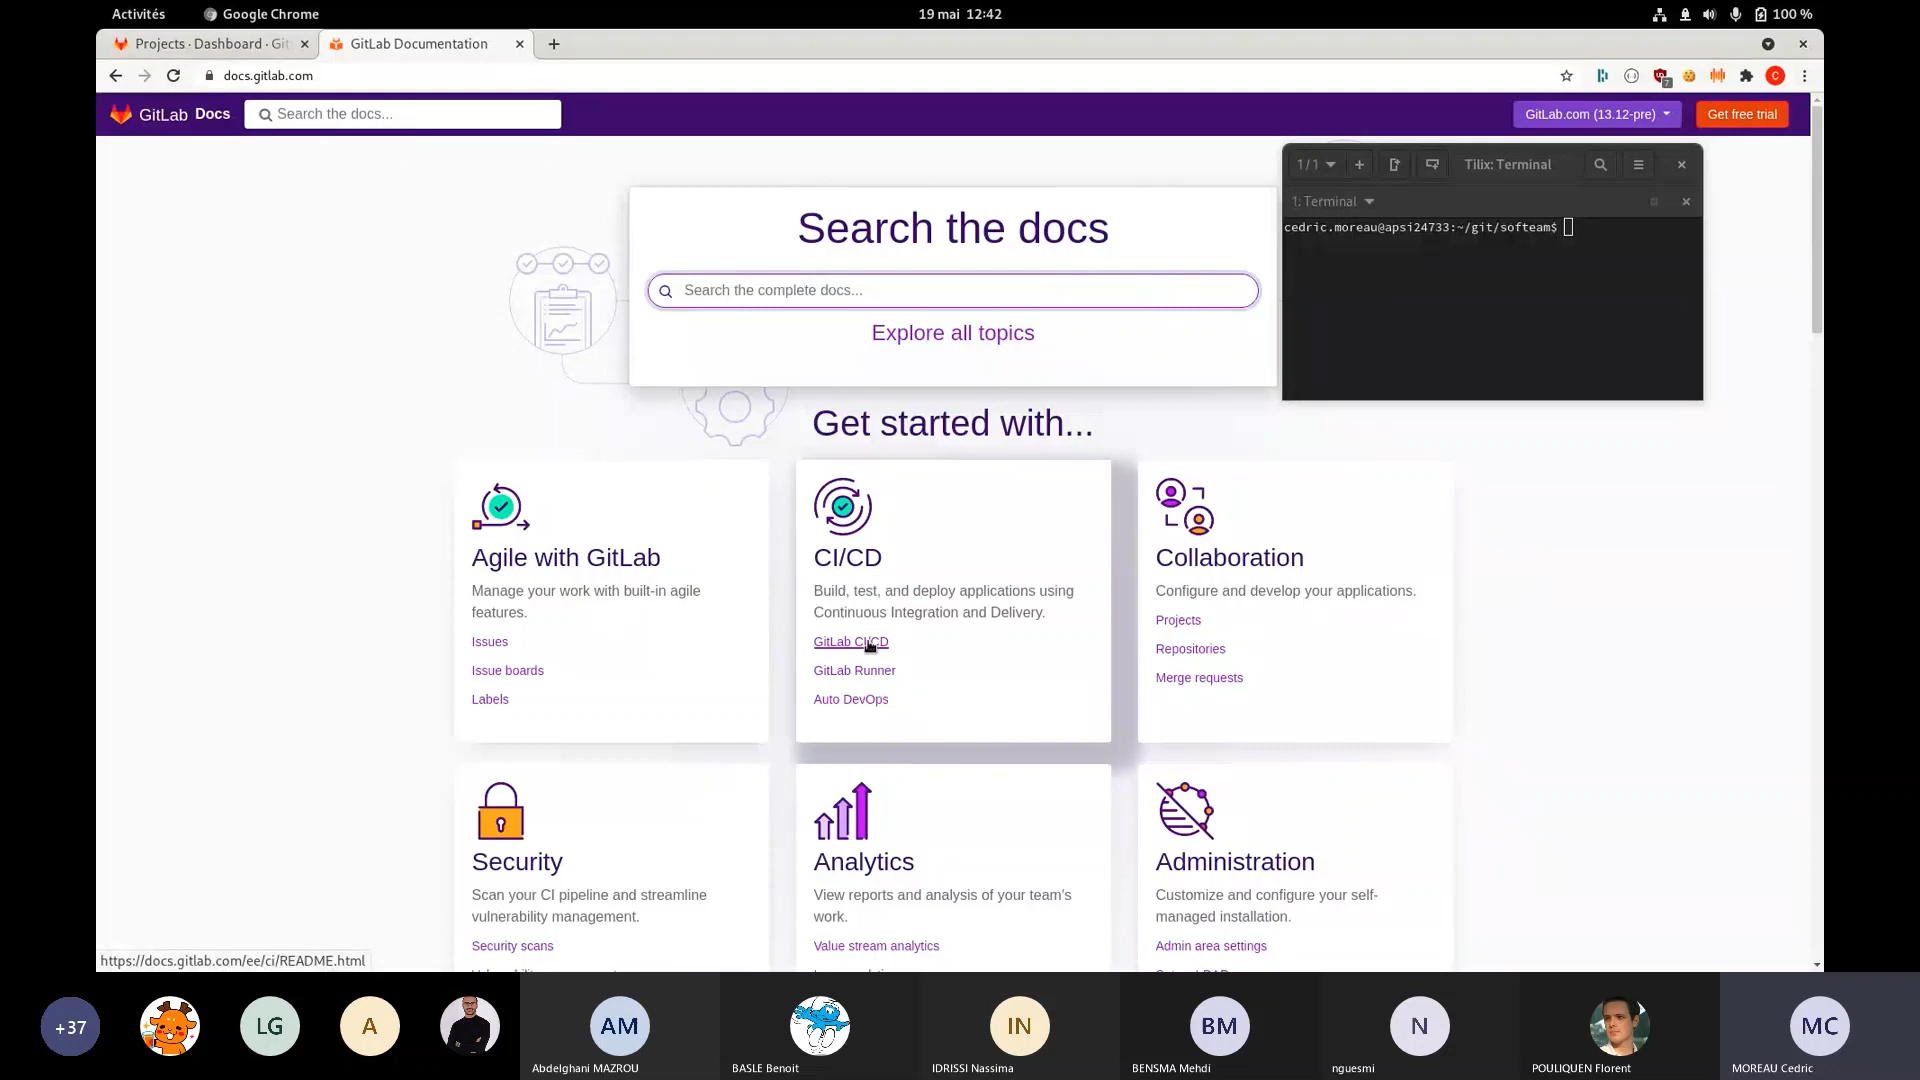 Activités
Google Chrome
19 mai 12:42
100 %
Projects · Dashboard · Git
GitLab Documentation
docs.gitlab.com
7
C
GitLab Docs
Search the docs...
GitLab.com (13.12-pre)
Get free trial
1 / 1
Tilix: Terminal
1: Terminal
cedric.moreau@apsi24733:~/git/softeam$
Search the docs
Search the complete docs...
Explore all topics
Get started with...
Agile with GitLab
Manage your work with built-in agile
features.
Issues
Issue boards
Labels
CI/CD
Build, test, and deploy applications using
Continuous Integration and Delivery.
GitLab CI/CD
GitLab Runner
Auto DevOps
Collaboration
Configure and develop your applications.
Projects
Repositories
Merge requests
Security
Scan your CI pipeline and streamline
vulnerability management.
Security scans
Analytics
View reports and analysis of your team's
work.
Value stream analytics
Administration
Customize and configure your self-
managed installation.
Admin area settings
https://docs.gitlab.com/ee/ci/README.html
+37
LG
A
AM
Abdelghani MAZROU
BASLE Benoit
IN
IDRISSI Nassima
BM
BENSMA Mehdi
N
nguesmi
POULIQUEN Florent
MC
MOREAU Cedric